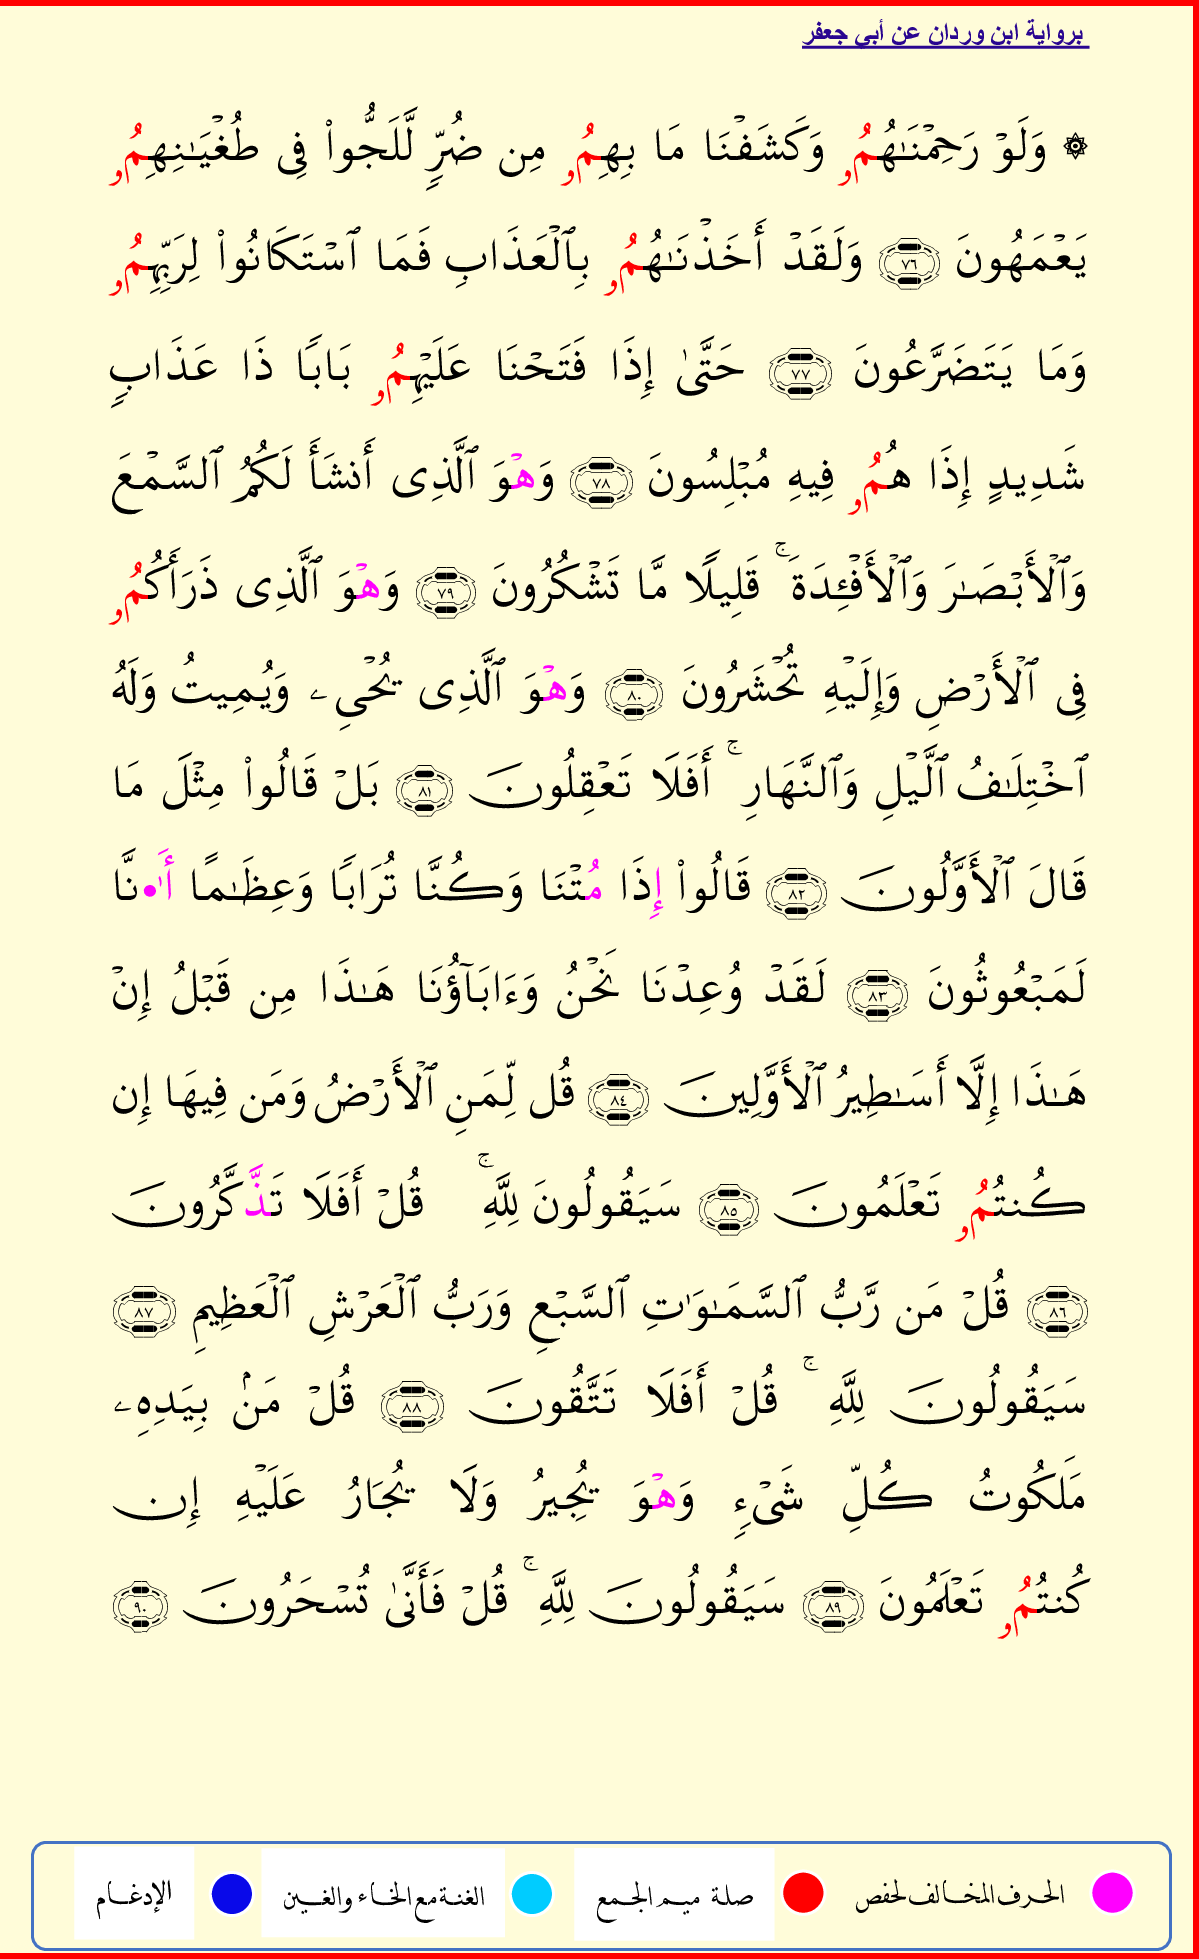 برواية ابن وردان عن أبي جعفر
۞ وَلَوۡ رَحِمۡنَٰهُمُۥ وَكَشَفۡنَا مَا بِهِمُۥ مِن ضُرّٖ لَّلَجُّواْ فِي طُغۡيَٰنِهِمُۥ
يَعۡمَهُونَ ٧٦ وَلَقَدۡ أَخَذۡنَٰهُمُۥ بِٱلۡعَذَابِ فَمَا ٱسۡتَكَانُواْ لِرَبِّهِمُۥ
وَمَا يَتَضَرَّعُونَ ٧٧ حَتَّىٰ إِذَا فَتَحۡنَا عَلَيۡهِمُۥ بَابٗا ذَا عَذَابٖ
شَدِيدٍ إِذَا هُمُۥ فِيهِ مُبۡلِسُونَ ٧٨ وَهۡوَ ٱلَّذِي أَنشَأَ لَكُمُ ٱلسَّمۡعَ
وَٱلۡأَبۡصَٰرَ وَٱلۡأَفۡـِٔدَةَۚ قَلِيلٗا مَّا تَشۡكُرُونَ ٧٩ وَهۡوَ ٱلَّذِي ذَرَأَكُمُۥ
فِي ٱلۡأَرۡضِ وَإِلَيۡهِ تُحۡشَرُونَ ٨٠ وَهۡوَ ٱلَّذِي يُحۡيِۦ وَيُمِيتُ وَلَهُ
ٱخۡتِلَٰفُ ٱلَّيۡلِ وَٱلنَّهَارِۚ أَفَلَا تَعۡقِلُونَ ٨١ بَلۡ قَالُواْ مِثۡلَ مَا
قَالَ ٱلۡأَوَّلُونَ ٨٢ قَالُواْ إِذَا مُتۡنَا وَكُنَّا تُرَابٗا وَعِظَٰمًا أَٰ۬نَّا
لَمَبۡعُوثُونَ ٨٣ لَقَدۡ وُعِدۡنَا نَحۡنُ وَءَابَآؤُنَا هَٰذَا مِن قَبۡلُ إِنۡ
هَٰذَا إِلَّا أَسَٰطِيرُ ٱلۡأَوَّلِينَ ٨٤ قُل لِّمَنِ ٱلۡأَرۡضُ وَمَن فِيهَا إِن
كُنتُمُۥ تَعۡلَمُونَ ٨٥ سَيَقُولُونَ لِلَّهِۚ قُلۡ أَفَلَا تَذَّكَّرُونَ
٨٦ قُلۡ مَن رَّبُّ ٱلسَّمَٰوَٰتِ ٱلسَّبۡعِ وَرَبُّ ٱلۡعَرۡشِ ٱلۡعَظِيمِ ٨٧
سَيَقُولُونَ لِلَّهِۚ قُلۡ أَفَلَا تَتَّقُونَ ٨٨ قُلۡ مَنۢ بِيَدِهِۦ
مَلَكُوتُ كُلِّ شَيۡءٖ وَهۡوَ يُجِيرُ وَلَا يُجَارُ عَلَيۡهِ إِن
كُنتُمُۥ تَعۡلَمُونَ ٨٩ سَيَقُولُونَ لِلَّهِۚ قُلۡ فَأَنَّىٰ تُسۡحَرُونَ ٩٠
الحرف المخالف لحفص صلة ميم الجمع الغنة مع الخاء والغين الإدغام